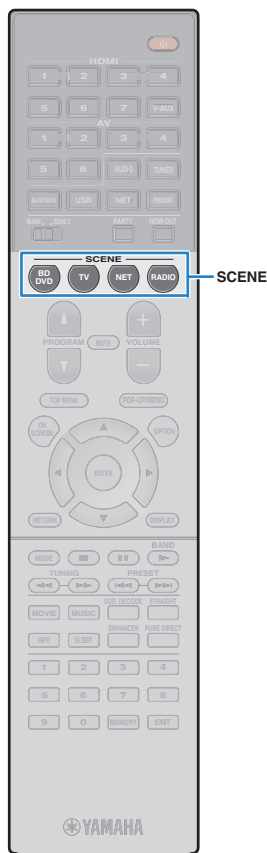 HDMI
1 2 3 4
5 6 7 V-AUX
AV
1 2 3 4
5 6 AUDIO TUNER
BLUETOOTH USB NET PHONO
MAIN ZONE 2 PARTY HDMI OUT
SCENE
BD DVD TV NET RADIO
SCENE
PROGRAM MUTE VOLUME
TOP MENU POP-UP/MENU
ON SCREEN OPTION
ENTER
RETURN DISPLAY
BAND
MODE
TUNING PRESET
SUR. DECODE STRAIGHT
MOVIE MUSIC
ENHANCER PURE DIRECT
INFO SLEEP
1 2 3 4
5 6 7 8
9 0 MEMORY ENT
YAMAHA